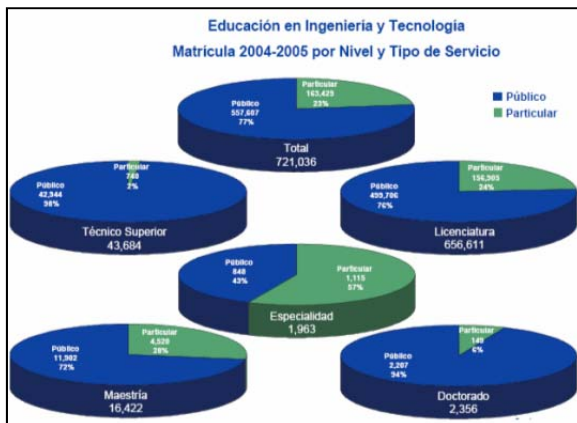 Educación en Ingeniería y Tecnología
Matrícula 2004-2005 por Nivel y Tipo de Servicio
Público
Particular
Particular
163,429
23%
Público
557,607
77%
Total
721,036
Particular
740
2%
Público
42,944
98%
Técnico Superior
43,684
Particular
156,905
24%
Público
499,706
76%
Licenciatura
656,611
Público
848
43%
Particular
1,115
57%
Especialidad
1,963
Particular
4,520
28%
Público
11,902
72%
Maestría
16,422
Particular
149
6%
Público
2,207
94%
Doctorado
2,356